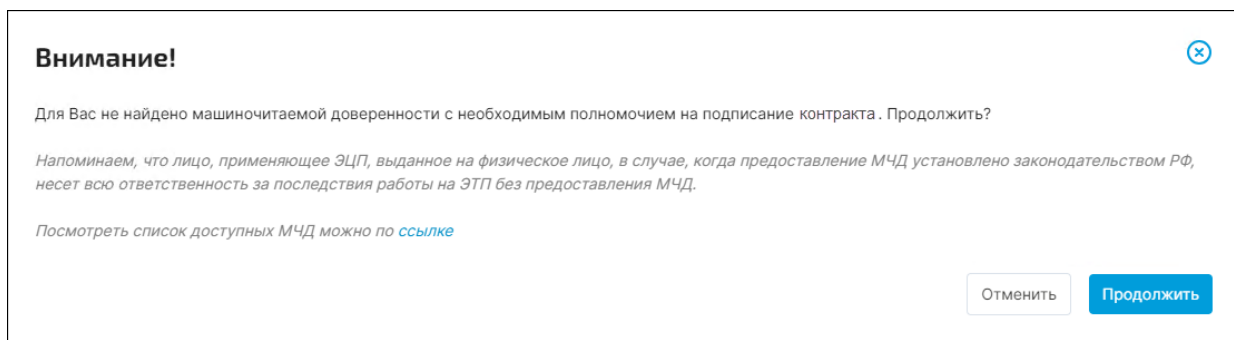 Внимание!
Для Вас не найдено машиночитаемой доверенности с необходимым полномочием на подписание контракта. Продолжить?
Напоминаем, что лицо, применяющее ЭЦП, выданное на физическое лицо, в случае, когда предоставление МЧД установлено законодательством РФ,
несет всю ответственность за последствия работы на ЭТП без предоставления МЧД.
Посмотреть список доступных МЧД можно по ссылке
Отменить
Продолжить